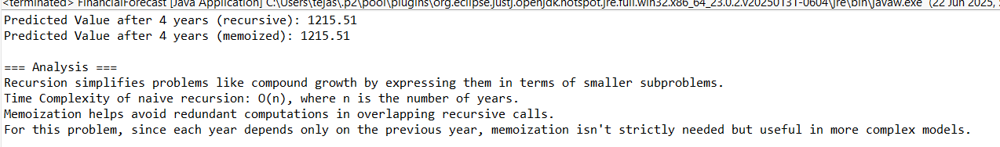 <terminated> FinancialForecast [Java Application] C:\Users\tejas\.p2\pool\plugins\org.eclipse.justj.openjdk.hotspot.jre.full.win32.x86_64_23.0.2.v20250131-0604\jre\bin\javaw.exe (22 Jun 2025,
Predicted Value after 4 years (recursive): 1215.51
Predicted Value after 4 years (memoized): 1215.51
=== Analysis ===
Recursion simplifies problems like compound growth by expressing them in terms of smaller subproblems.
Time Complexity of naive recursion: O(n), where n is the number of years.
Memoization helps avoid redundant computations in overlapping recursive calls.
For this problem, since each year depends only on the previous year, memoization isn't strictly needed but useful in more complex models.